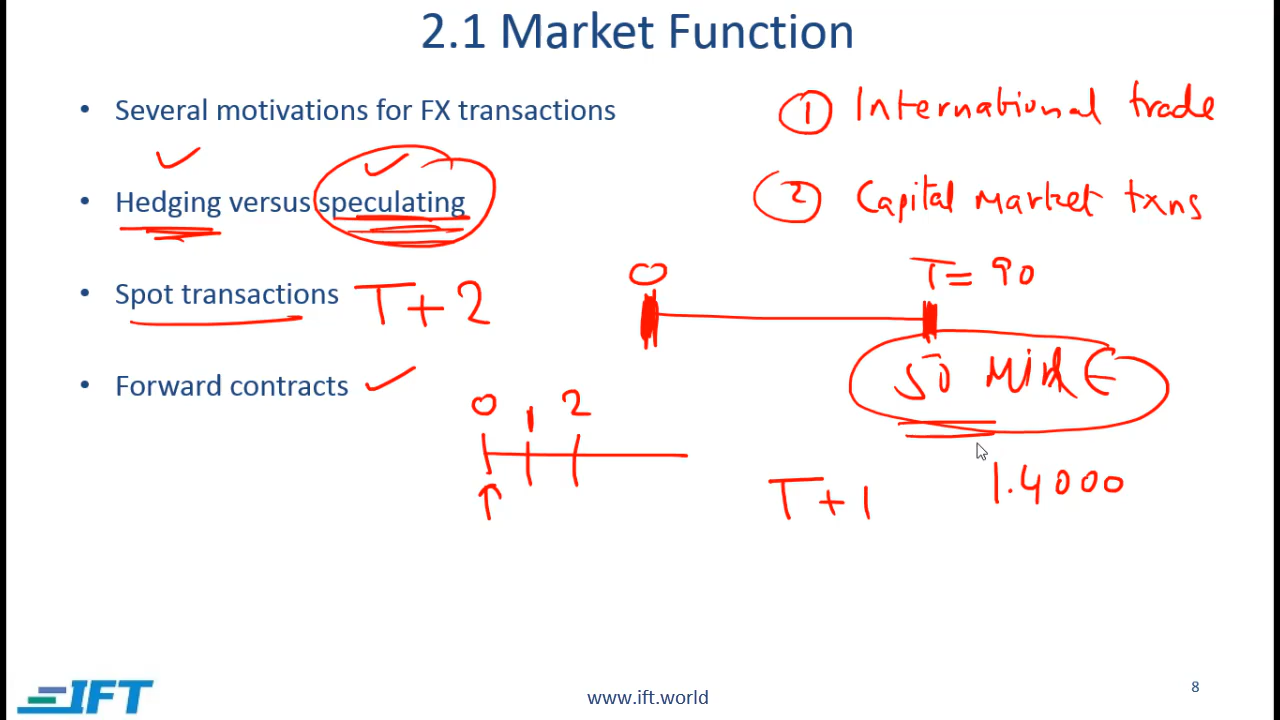 2.1 Market Function
• Several motivations for FX transactions
① International trade
• Hedging versus speculating
② Capital market txns
0
T = 90
• Spot transactions T+2
50
• Forward contracts
0 1 2
T+1
1.4000
IFT
www.ift.world
8